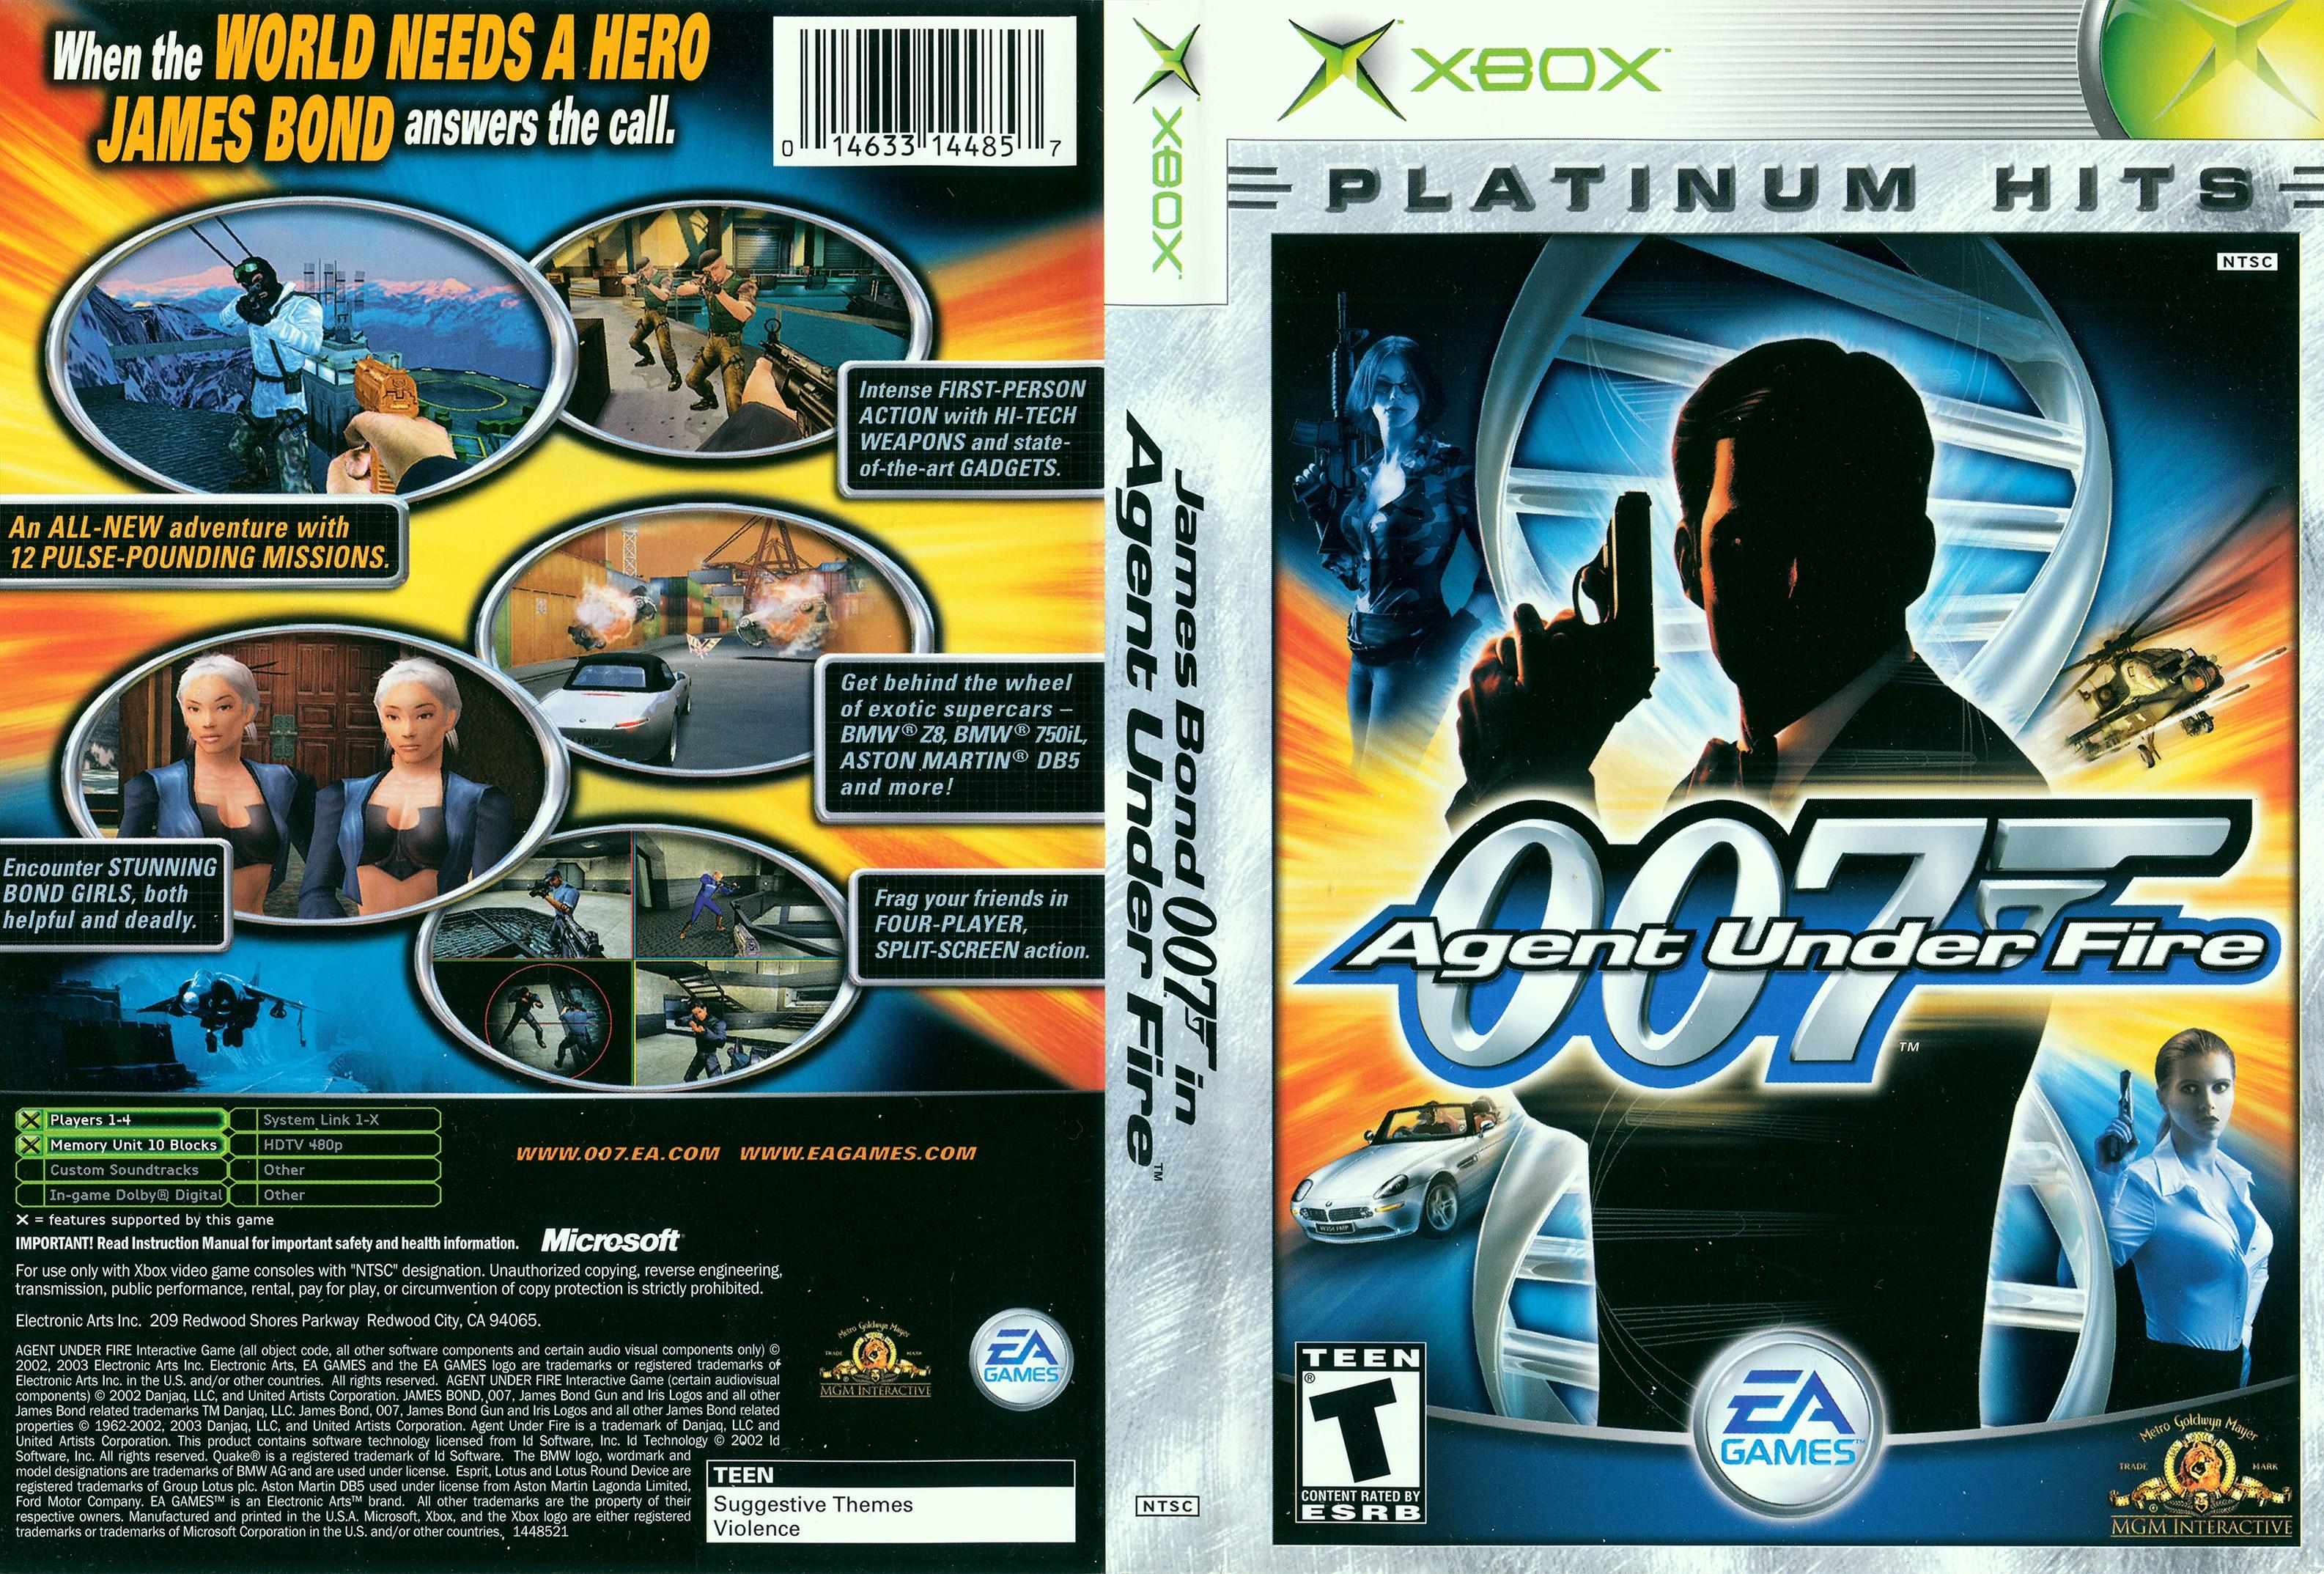 When the WORLD NEEDS A HERO
JAMES BOND answers the call.
0 14633 14485 7
Intense FIRST-PERSON
ACTION with HI-TECH
WEAPONS and state-
of-the-art GADGETS.
An ALL-NEW adventure with
12 PULSE-POUNDING MISSIONS.
Get behind the wheel
of exotic supercars –
BMW® Z8, BMW® 750iL,
ASTON MARTIN® DB5
and more!
Encounter STUNNING
BOND GIRLS, both
helpful and deadly.
Frag your friends in
FOUR-PLAYER,
SPLIT-SCREEN action.
Players 1-4
System Link 1-X
Memory Unit 10 Blocks
HDTV 480p
Custom Soundtracks
Other
In-game Dolby® Digital
Other
X = features supported by this game
WWW.007.EA.COM WWW.EAGAMES.COM
IMPORTANT! Read Instruction Manual for important safety and health information.
Microsoft
For use only with Xbox video game consoles with "NTSC" designation. Unauthorized copying, reverse engineering,
transmission, public performance, rental, pay for play, or circumvention of copy protection is strictly prohibited.
Electronic Arts Inc. 209 Redwood Shores Parkway Redwood City, CA 94065.
AGENT UNDER FIRE Interactive Game (all object code, all other software components and certain audio visual components only) ©
2002, 2003 Electronic Arts Inc. Electronic Arts, EA GAMES and the EA GAMES logo are trademarks or registered trademarks of
Electronic Arts Inc. in the U.S. and/or other countries. All rights reserved. AGENT UNDER FIRE Interactive Game (certain audiovisual
components) © 2002 Danjaq, LLC, and United Artists Corporation. JAMES BOND, 007, James Bond Gun and Iris Logos and all other
James Bond related trademarks TM Danjaq, LLC. James Bond, 007, James Bond Gun and Iris Logos and all other James Bond related
properties © 1962-2002, 2003 Danjaq, LLC, and United Artists Corporation. Agent Under Fire is a trademark of Danjaq, LLC and
United Artists Corporation. This product contains software technology licensed from Id Software, Inc. Id Technology © 2002 Id
Software, Inc. All rights reserved. Quake® is a registered trademark of Id Software. The BMW logo, wordmark and
model designations are trademarks of BMW AG and are used under license. Esprit, Lotus and Lotus Round Device are
registered trademarks of Group Lotus plc. Aston Martin DB5 used under license from Aston Martin Lagonda Limited,
Ford Motor Company. EA GAMES™ is an Electronic Arts™ brand. All other trademarks are the property of their
respective owners. Manufactured and printed in the U.S.A. Microsoft, Xbox, and the Xbox logo are either registered
trademarks or trademarks of Microsoft Corporation in the U.S. and/or other countries. 1448521
Metro Goldwyn Mayer
TRADE MARK
MGM INTERACTIVE
EA
GAMES
TEEN
Suggestive Themes
Violence
XBOX
James Bond 007 in
Agent Under Fire™
NTSC
XBOX™
PLATINUM HITS
NTSC
007
Agent Under Fire
™
TEEN
®
T
CONTENT RATED BY
ESRB
EA
GAMES™
Metro Goldwyn Mayer
TRADE MARK
MGM INTERACTIVE